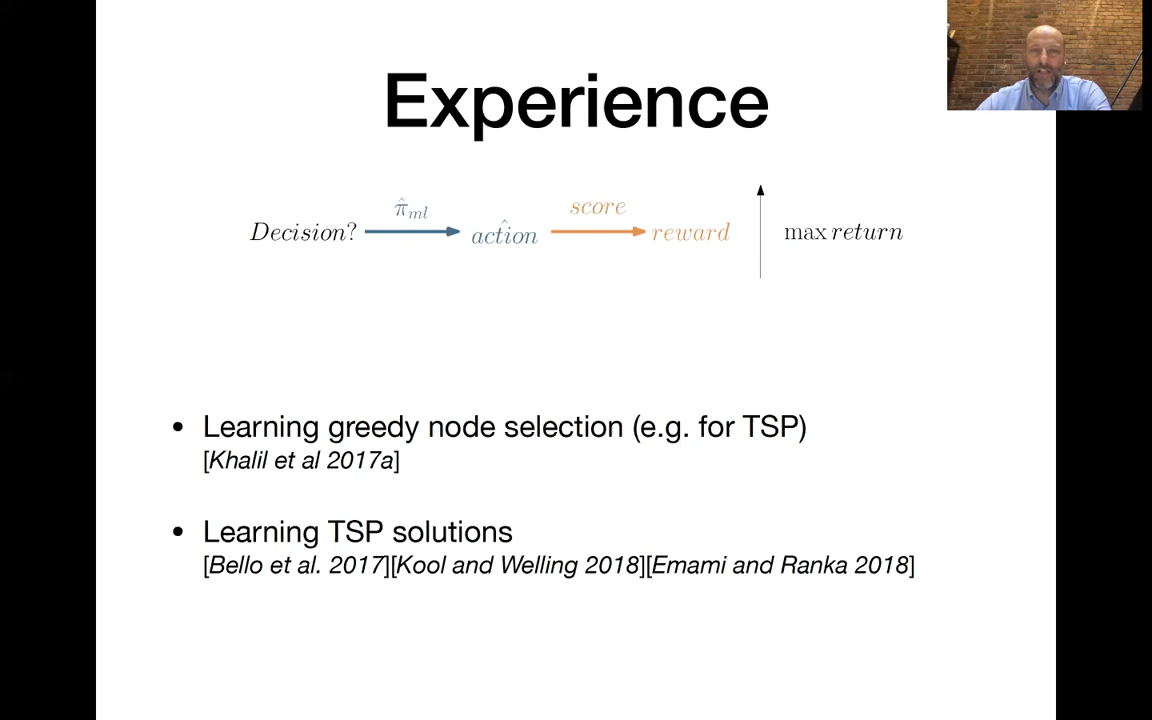 Experience
Decision? π̂ml action̂ score reward max return
• Learning greedy node selection (e.g. for TSP)
[Khalil et al 2017a]
• Learning TSP solutions
[Bello et al. 2017][Kool and Welling 2018][Emami and Ranka 2018]